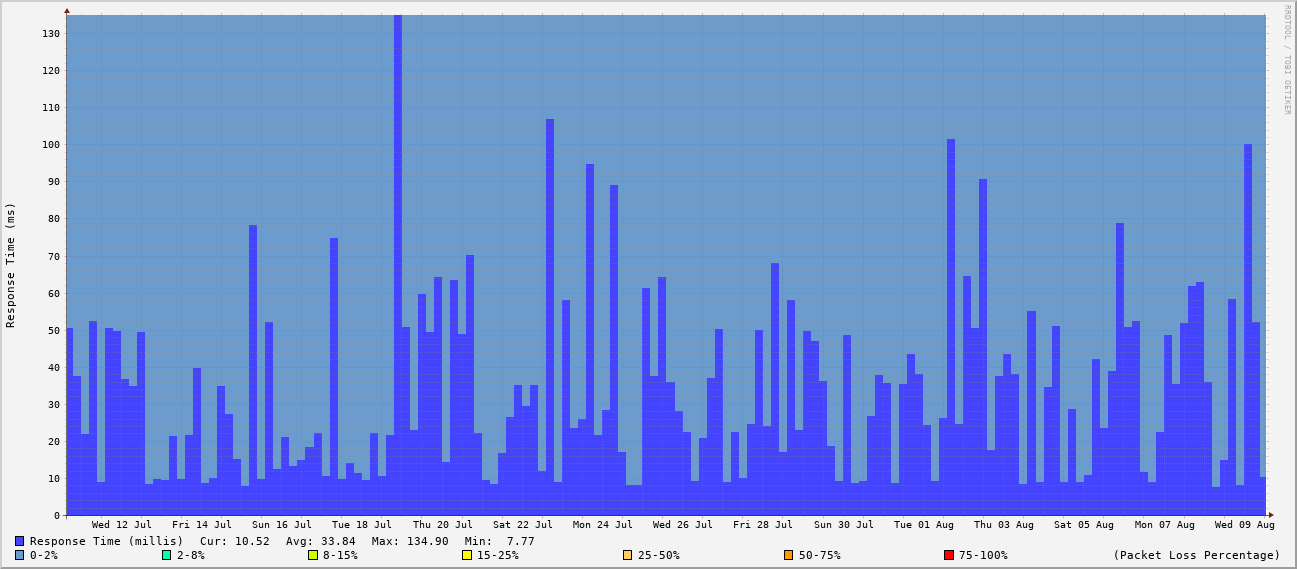 RRDTOOL / TOBI OETIKER
Response Time (ms)
130
120
110
100
90
80
70
60
50
40
30
20
10
0
Wed 12 Jul Fri 14 Jul Sun 16 Jul Tue 18 Jul Thu 20 Jul Sat 22 Jul Mon 24 Jul Wed 26 Jul Fri 28 Jul Sun 30 Jul Tue 01 Aug Thu 03 Aug Sat 05 Aug Mon 07 Aug Wed 09 Aug
Response Time (millis) Cur: 10.52 Avg: 33.84 Max: 134.90 Min: 7.77
0-2% 2-8% 8-15% 15-25% 25-50% 50-75% 75-100% (Packet Loss Percentage)